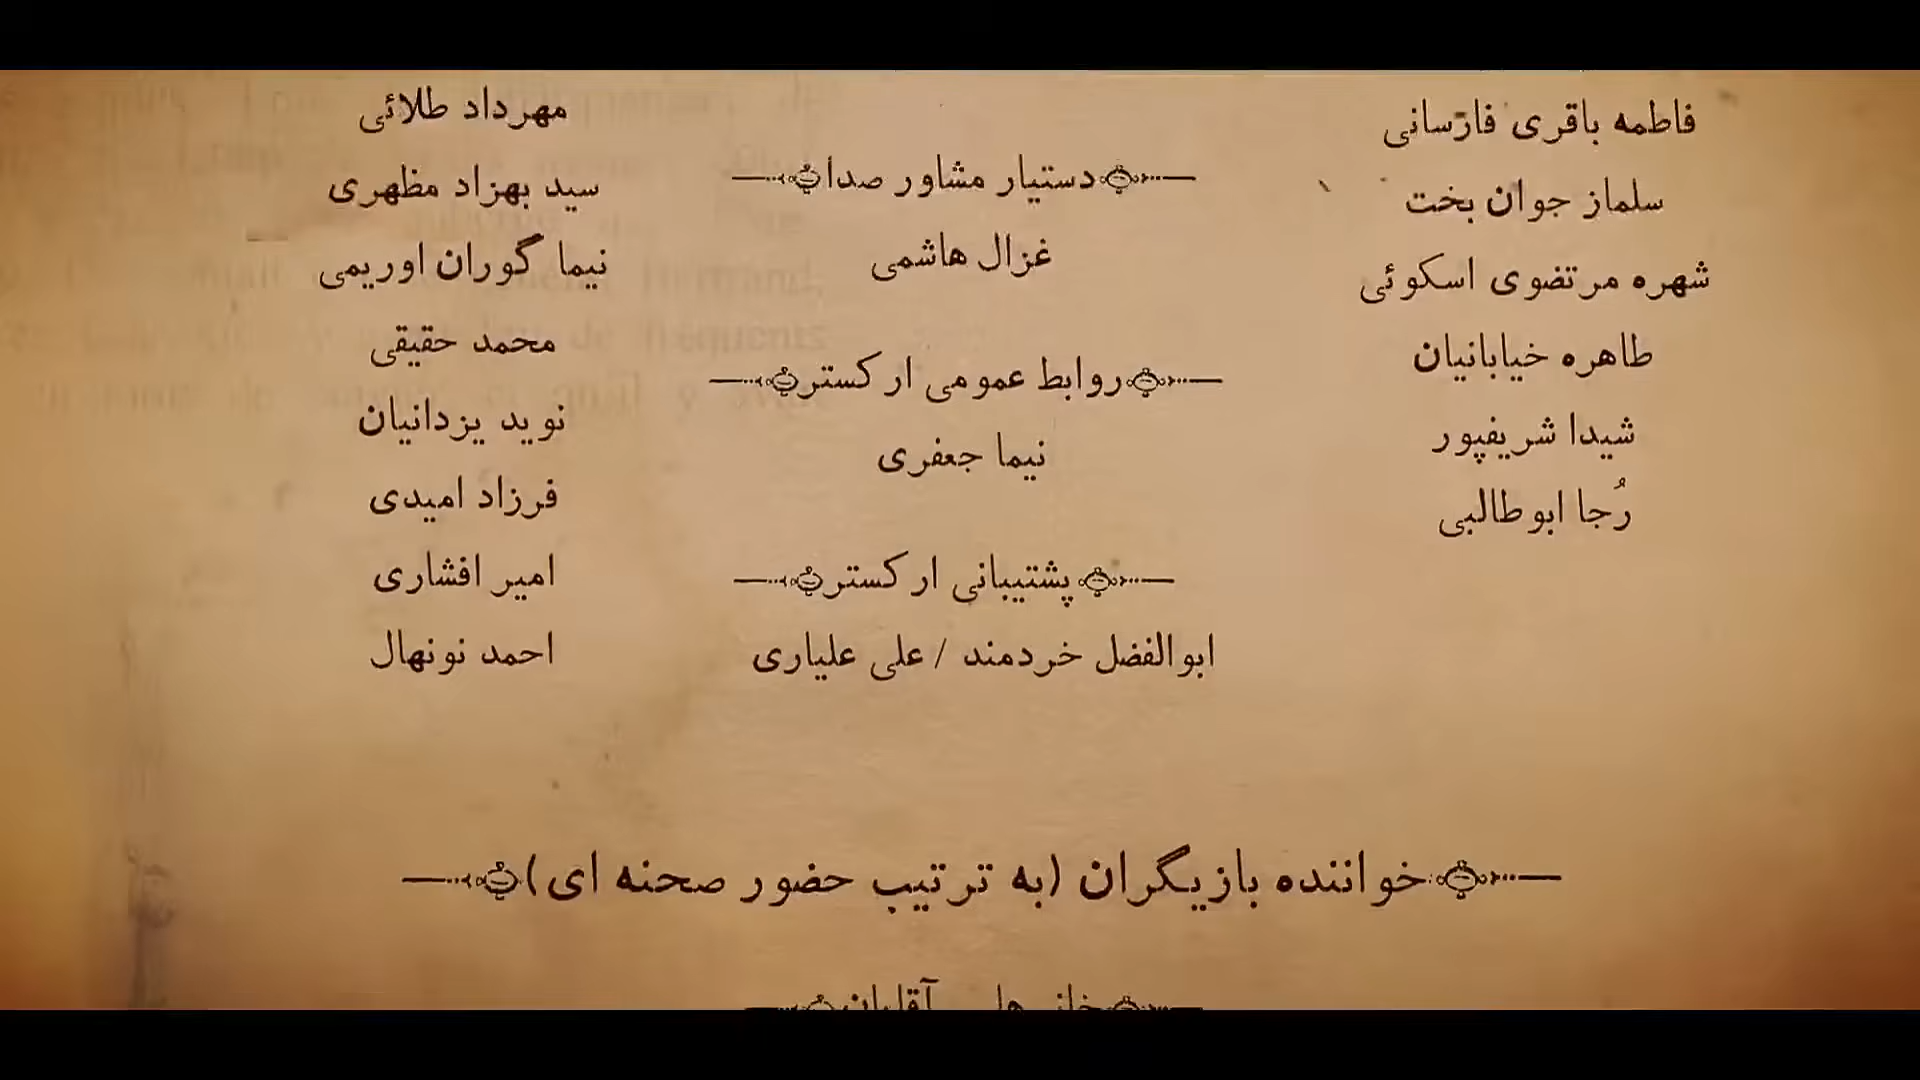 فاطمه باقری فارسانی
سلماز جوان بخت
شهره مرتضوی اسکوئی
طاهره خیابانیان
شیدا شریفپور
رُجا ابوطالبی
دستیار مشاور صدا
غزال هاشمی
روابط عمومی ارکستر
نیما جعفری
پشتیبانی ارکستر
ابوالفضل خردمند / علی علیاری
مهرداد طلائی
سید بهزاد مظهری
نیما گوران اوریمی
محمد حقیقی
نوید یزدانیان
فرزاد امیدی
امیر افشاری
احمد نونهال
خواننده بازیگران (به ترتیب حضور صحنه ای)